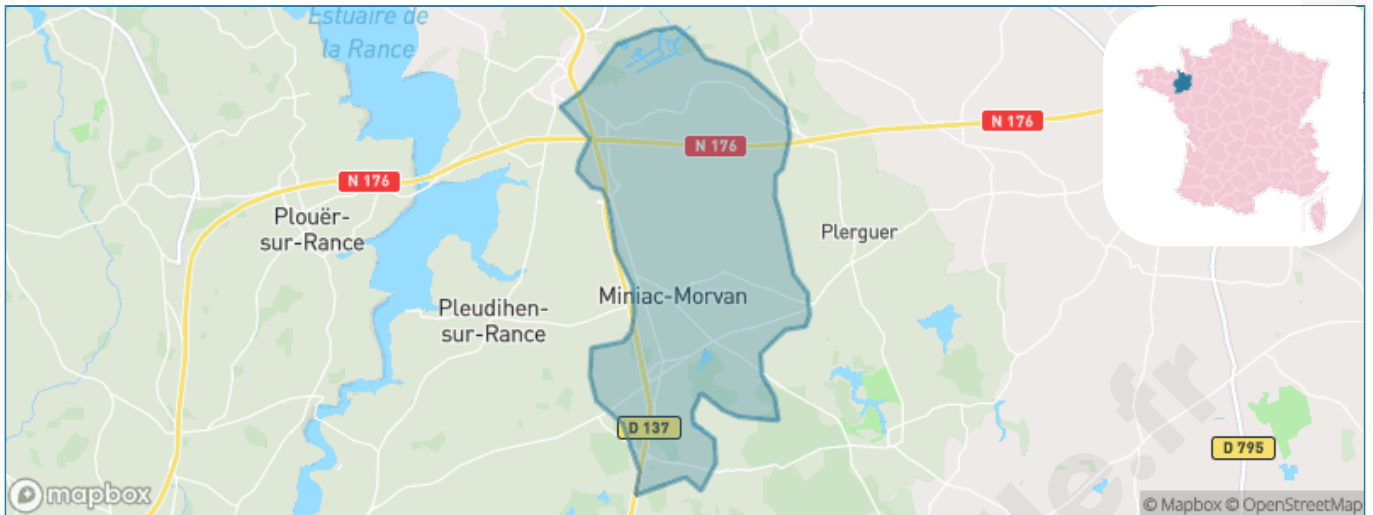 Estuaire de
la Rance
N 176
N 176
N 176
Plouër-
sur-Rance
Plerguer
Miniac-Morvan
Pleudihen-
sur-Rance
D 137
D 795
mapbox
© Mapbox © OpenStreetMap